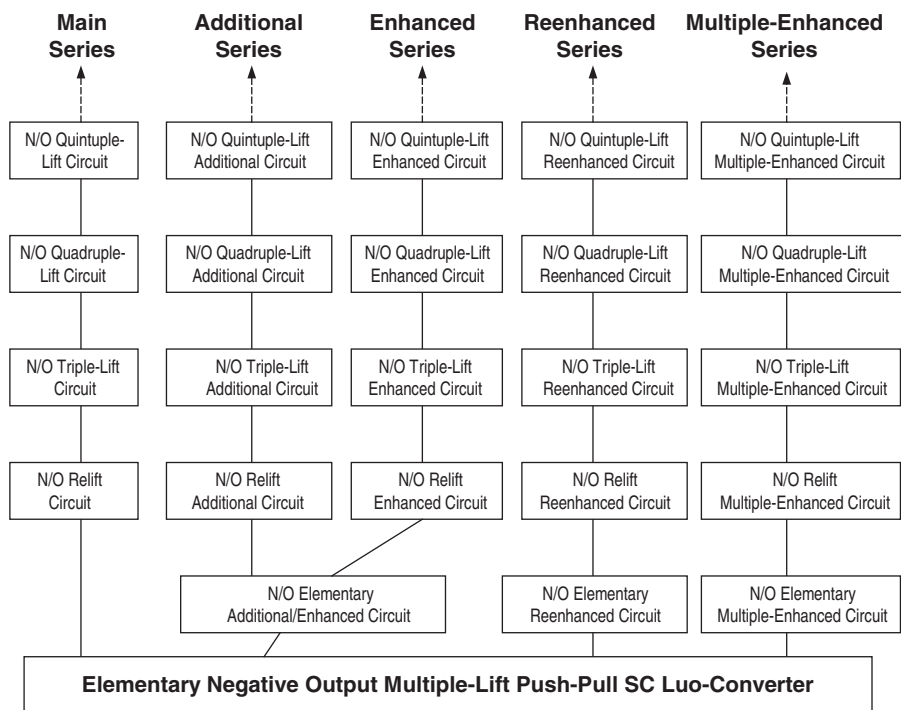 Main
Series
Additional
Series
Enhanced
Series
Reenhanced
Series
Multiple-Enhanced
Series
N/O Quintuple-
Lift Circuit
N/O Quintuple-Lift
Additional Circuit
N/O Quintuple-Lift
Enhanced Circuit
N/O Quintuple-Lift
Reenhanced Circuit
N/O Quintuple-Lift
Multiple-Enhanced Circuit
N/O Quadruple-
Lift Circuit
N/O Quadruple-Lift
Additional Circuit
N/O Quadruple-Lift
Enhanced Circuit
N/O Quadruple-Lift
Reenhanced Circuit
N/O Quadruple-Lift
Multiple-Enhanced Circuit
N/O Triple-Lift
Circuit
N/O Triple-Lift
Additional Circuit
N/O Triple-Lift
Enhanced Circuit
N/O Triple-Lift
Reenhanced Circuit
N/O Triple-Lift
Multiple-Enhanced Circuit
N/O Relift
Circuit
N/O Relift
Additional Circuit
N/O Relift
Enhanced Circuit
N/O Relift
Reenhanced Circuit
N/O Relift
Multiple-Enhanced Circuit
N/O Elementary
Additional/Enhanced Circuit
N/O Elementary
Reenhanced Circuit
N/O Elementary
Multiple-Enhanced Circuit
Elementary Negative Output Multiple-Lift Push-Pull SC Luo-Converter